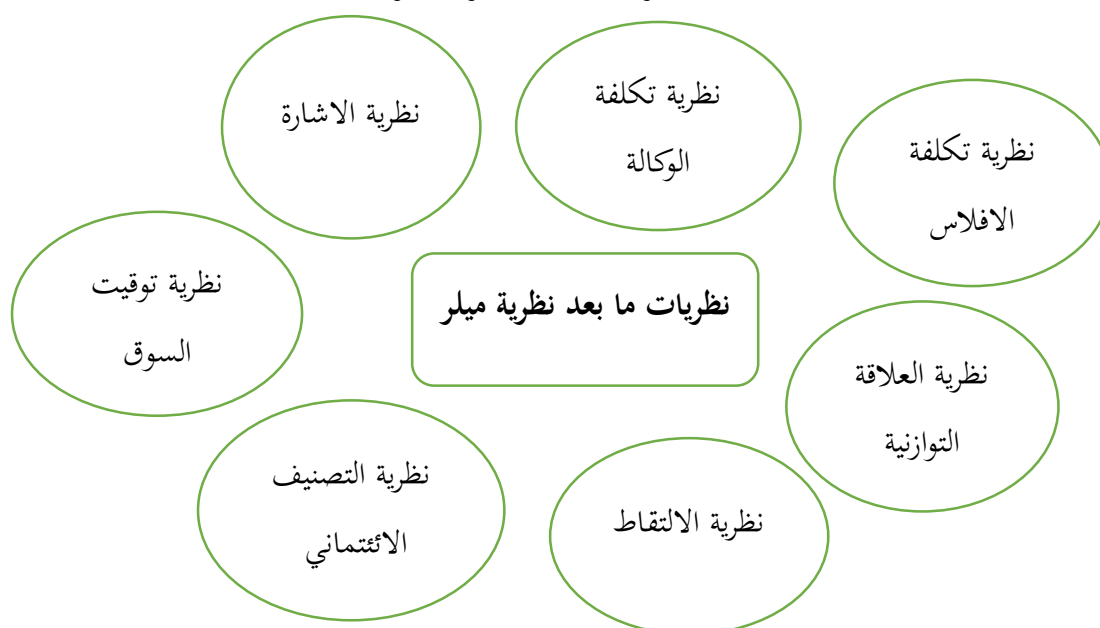 نظرية تكلفة
الوكالة
نظرية الاشارة
نظرية تكلفة
الافلاس
نظريات ما بعد نظرية ميلر
نظرية توقيت
السوق
نظرية العلاقة
التوازنية
نظرية التصنيف
الائتماني
نظرية الالتقاط